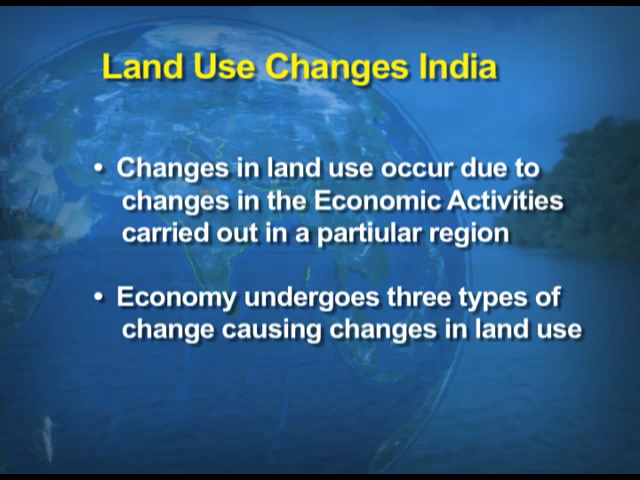 Land Use Changes India
• Changes in land use occur due to
changes in the Economic Activities
carried out in a partiular region
• Economy undergoes three types of
change causing changes in land use